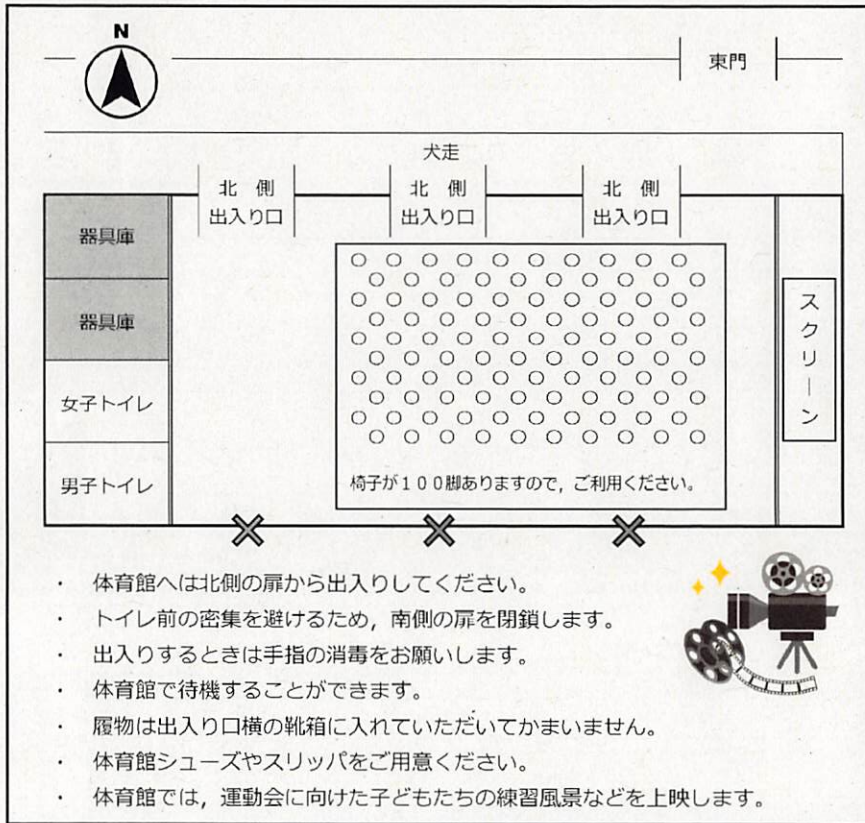 N
東門
犬走
北 側
出入り口
北 側
出入り口
北 側
出入り口
器具庫
器具庫
女子トイレ
男子トイレ
スクリーン
椅子が１００脚ありますので，ご利用ください。
・ 体育館へは北側の扉から出入りしてください。
・ トイレ前の密集を避けるため，南側の扉を閉鎖します。
・ 出入りするときは手指の消毒をお願いします。
・ 体育館で待機することができます。
・ 履物は出入り口横の靴箱に入れていただいてかまいません。
・ 体育館シューズやスリッパをご用意ください。
・ 体育館では，運動会に向けた子どもたちの練習風景などを上映します。